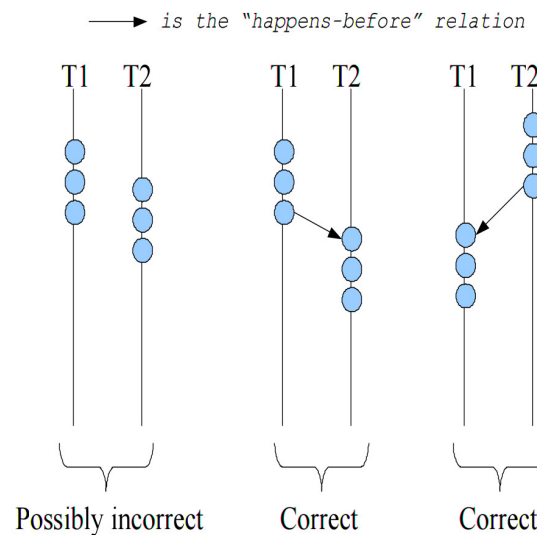 is the "happens-before" relation
T1 T2 T1 T2 T1 T2
Possibly incorrect Correct Correct